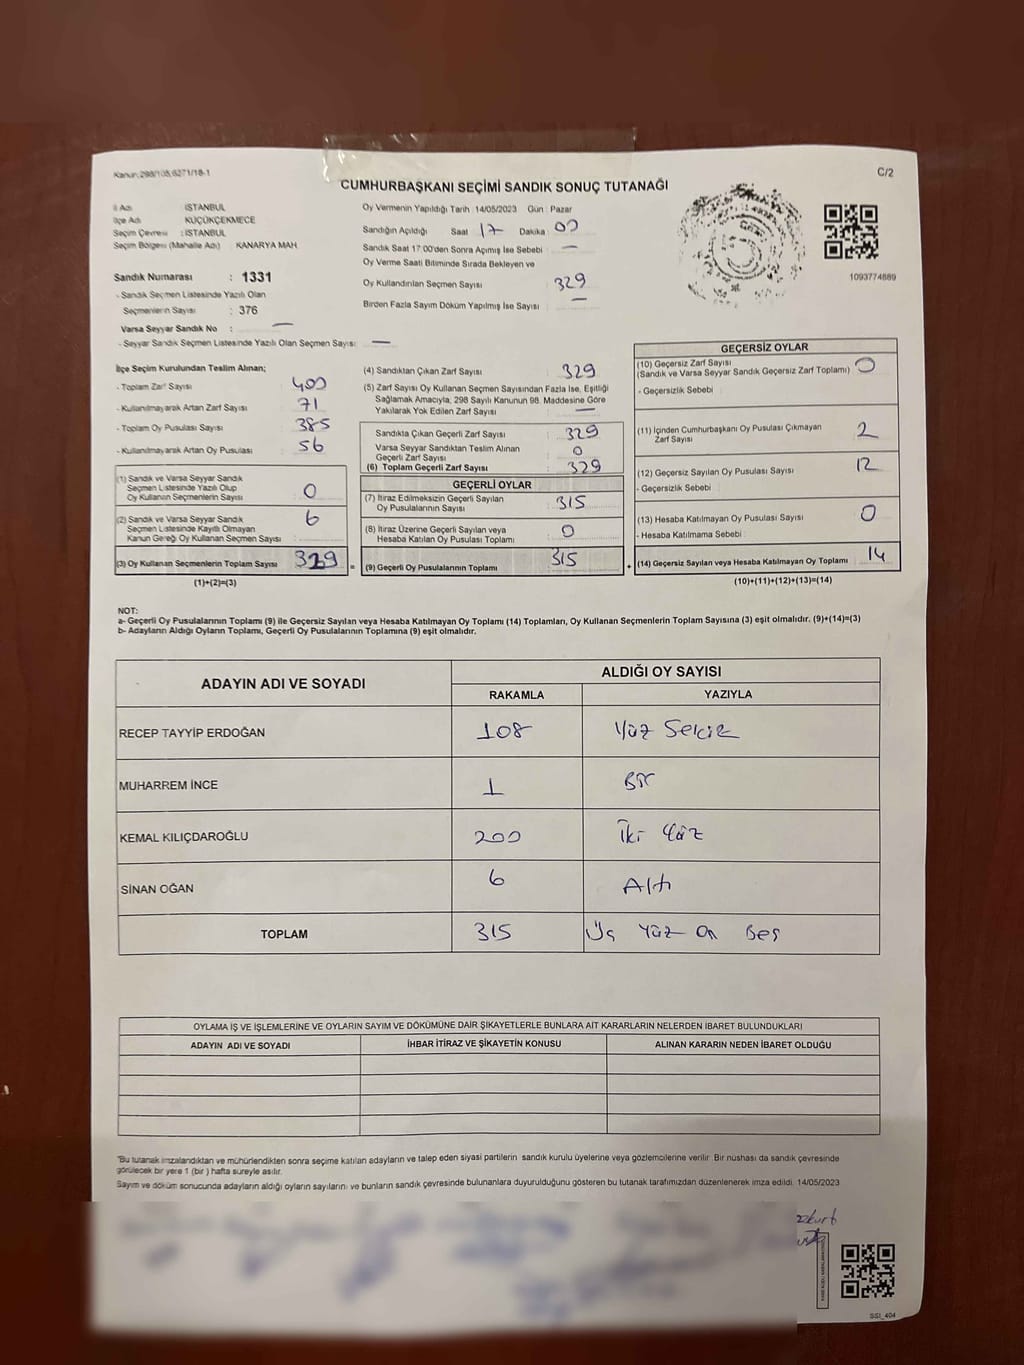 Kanun:298/105,6271/18-1
C/2
CUMHURBAŞKANI SEÇİMİ SANDIK SONUÇ TUTANAĞI
İl Adı : İSTANBUL
İlçe Adı : KÜÇÜKÇEKMECE
Seçim Çevresi : İSTANBUL
Seçim Bölgesi (Mahalle Adı) : KANARYA MAH.
Sandık Numarası : 1331
- Sandık Seçmen Listesinde Yazılı Olan
Seçmenlerin Sayısı : 376
Varsa Seyyar Sandık No : —
- Seyyar Sandık Seçmen Listesinde Yazılı Olan Seçmen Sayısı : —
Oy Vermenin Yapıldığı Tarih : 14/05/2023 Gün : Pazar
Sandığın Açıldığı Saat 17 Dakika 00
Sandık Saat 17:00'den Sonra Açılmış İse Sebebi : —
Oy Verme Saati Bitiminde Sırada Bekleyen ve
Oy Kullandırılan Seçmen Sayısı : 329
Birden Fazla Sayım Döküm Yapılmış İse Sayısı : —
1093774889
İlçe Seçim Kurulundan Teslim Alınan;
- Toplam Zarf Sayısı : 400
- Kullanılmayarak Artan Zarf Sayısı : 71
- Toplam Oy Pusulası Sayısı : 385
- Kullanılmayarak Artan Oy Pusulası : 56
(1) Sandık ve Varsa Seyyar Sandık
Seçmen Listesinde Yazılı Olup
Oy Kullanan Seçmenlerin Sayısı : 0
(2) Sandık ve Varsa Seyyar Sandık
Seçmen Listesinde Kayıtlı Olmayan
Kanun Gereği Oy Kullanan Seçmen Sayısı : 6
(3) Oy Kullanan Seçmenlerin Toplam Sayısı 329 =
(1)+(2)=(3)
(4) Sandıktan Çıkan Zarf Sayısı : 329
(5) Zarf Sayısı Oy Kullanan Seçmen Sayısından Fazla İse, Eşitliği
Sağlamak Amacıyla, 298 Sayılı Kanunun 98. Maddesine Göre
Yakılarak Yok Edilen Zarf Sayısı : —
Sandıkta Çıkan Geçerli Zarf Sayısı : 329
Varsa Seyyar Sandıktan Teslim Alınan
Geçerli Zarf Sayısı : 0
(6) Toplam Geçerli Zarf Sayısı : 329
GEÇERLİ OYLAR
(7) İtiraz Edilmeksizin Geçerli Sayılan
Oy Pusulalarının Sayısı : 315
(8) İtiraz Üzerine Geçerli Sayılan veya
Hesaba Katılan Oy Pusulası Toplamı : 0
(9) Geçerli Oy Pusulalarının Toplamı : 315 +
GEÇERSİZ OYLAR
(10) Geçersiz Zarf Sayısı
(Sandık ve Varsa Seyyar Sandık Geçersiz Zarf Toplamı) 0
- Geçersizlik Sebebi :
(11) İçinden Cumhurbaşkanı Oy Pusulası Çıkmayan
Zarf Sayısı : 2
(12) Geçersiz Sayılan Oy Pusulası Sayısı : 12
- Geçersizlik Sebebi :
(13) Hesaba Katılmayan Oy Pusulası Sayısı : 0
- Hesaba Katılmama Sebebi :
(14) Geçersiz Sayılan veya Hesaba Katılmayan Oy Toplamı : 14
(10)+(11)+(12)+(13)=(14)
NOT:
a- Geçerli Oy Pusulalarının Toplamı (9) ile Geçersiz Sayılan veya Hesaba Katılmayan Oy Toplamı (14) Toplamları, Oy Kullanan Seçmenlerin Toplam Sayısına (3) eşit olmalıdır. (9)+(14)=(3)
b- Adayların Aldığı Oyların Toplamı, Geçerli Oy Pusulalarının Toplamına (9) eşit olmalıdır.
ADAYIN ADI VE SOYADI
ALDIĞI OY SAYISI
RAKAMLA YAZIYLA
RECEP TAYYİP ERDOĞAN 108 Yüz Sekiz
MUHARREM İNCE 1 Bir
KEMAL KILIÇDAROĞLU 200 İki Yüz
SİNAN OĞAN 6 Altı
TOPLAM 315 Üç Yüz On Beş
OYLAMA İŞ VE İŞLEMLERİNE VE OYLARIN SAYIM VE DÖKÜMÜNE DAİR ŞİKAYETLERLE BUNLARA AİT KARARLARIN NELERDEN İBARET BULUNDUKLARI
ADAYIN ADI VE SOYADI İHBAR İTİRAZ VE ŞİKAYETİN KONUSU ALINAN KARARIN NEDEN İBARET OLDUĞU
"Bu tutanak imzalandıktan ve mühürlendikten sonra seçime katılan adayların ve talep eden siyasi partilerin sandık kurulu üyelerine veya gözlemcilerine verilir. Bir nüshası da sandık çevresinde
görülecek bir yere 1 (bir) hafta süreyle asılır.
Sayım ve döküm sonucunda adayların aldığı oyların sayılarını ve bunların sandık çevresinde bulunanlara duyurulduğunu gösteren bu tutanak tarafımızdan düzenlenerek imza edildi. 14/05/2023
SSI_404